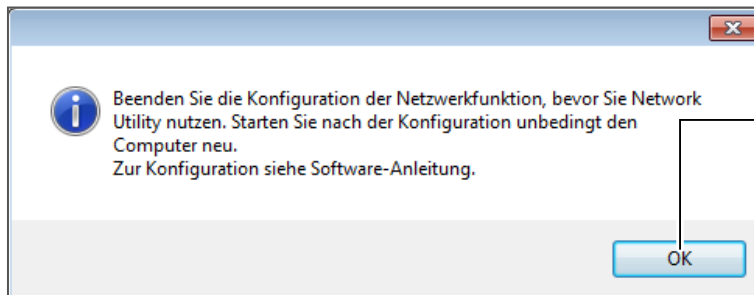 Beenden Sie die Konfiguration der Netzwerkfunktion, bevor Sie Network
Utility nutzen. Starten Sie nach der Konfiguration unbedingt den
Computer neu.
Zur Konfiguration siehe Software-Anleitung.
OK